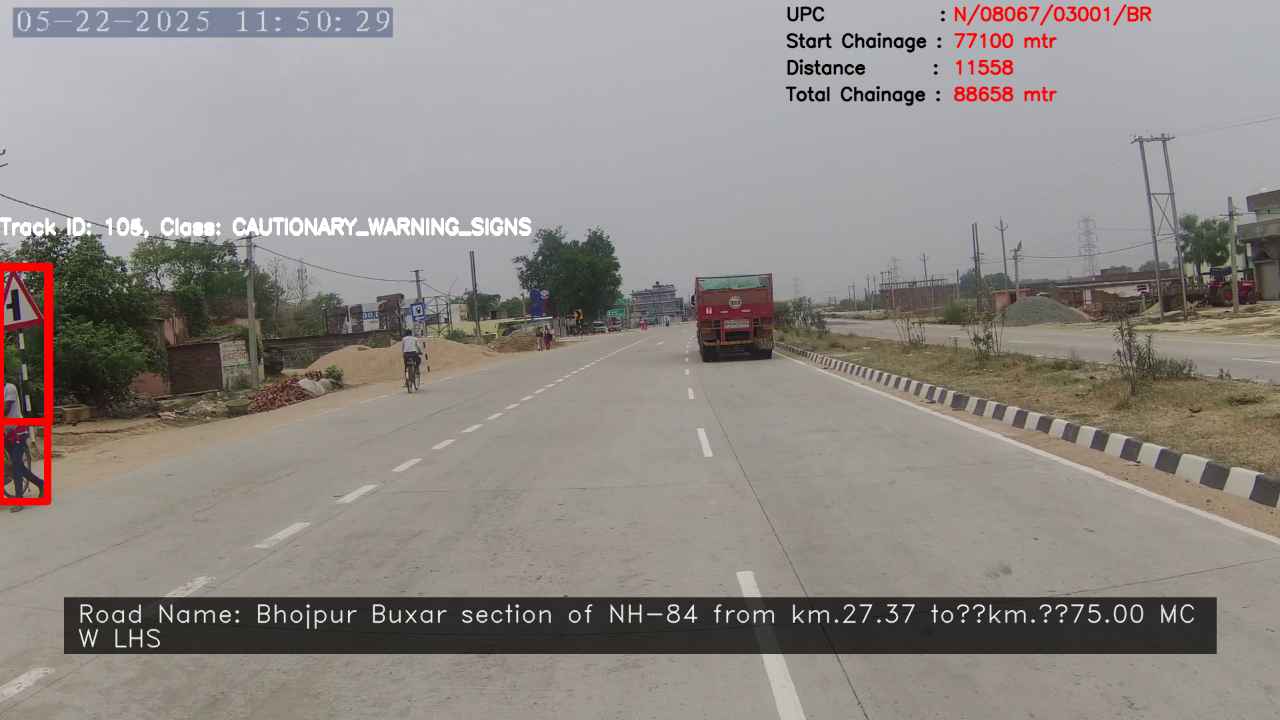 05-22-2025 11:50:29
UPC : N/08067/03001/BR
Start Chainage : 77100 mtr
Distance : 11558
Total Chainage : 88658 mtr
Track ID: 105, Class: CAUTIONARY_WARNING_SIGNS
Road Name: Bhojpur Buxar section of NH-84 from km.27.37 to??km.??75.00 MC
W LHS